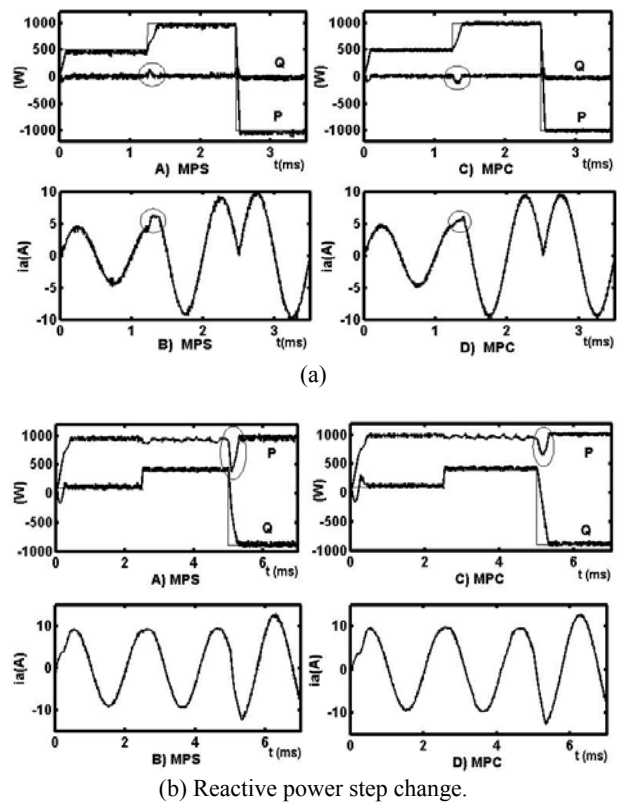 1000
500
0
-500
-1000
(W)
Q
P
0 1 2 3
t(ms)
A) MPS
1000
500
0
-500
-1000
(W)
Q
P
0 1 2 3
t(ms)
C) MPC
10
5
0
-5
-10
ia(A)
0 1 2 3
t(ms)
B) MPS
10
5
0
-5
-10
ia(A)
0 1 2 3
t(ms)
D) MPC
(a)
1000
500
0
-500
-1000
(W)
P
Q
0 2 4 6
t (ms)
A) MPS
1000
500
0
-500
-1000
(W)
P
Q
0 2 4 6
t (ms)
C) MPC
10
0
-10
ia(A)
0 2 4 6
t (ms)
B) MPS
10
0
-10
ia(A)
0 2 4 6
t (ms)
D) MPC
(b) Reactive power step change.